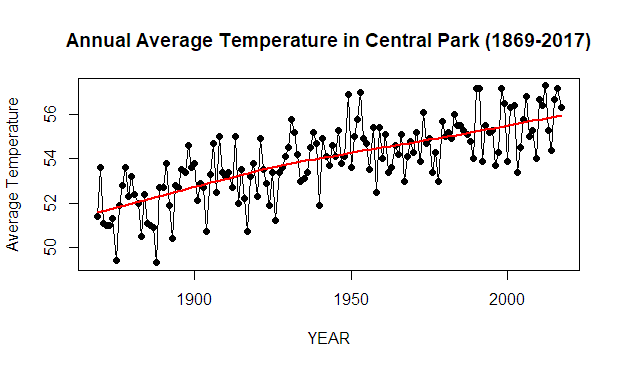 Annual Average Temperature in Central Park (1869-2017)
Average Temperature
56
54
52
50
1900
1950
2000
YEAR